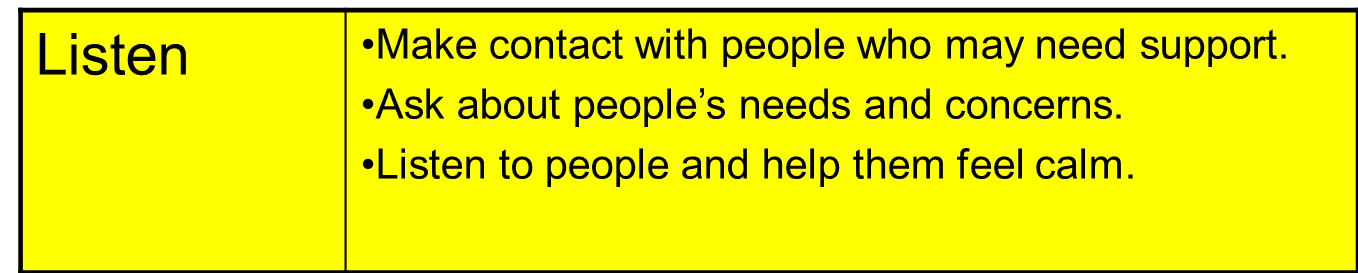 Listen
•Make contact with people who may need support.
•Ask about people’s needs and concerns.
•Listen to people and help them feel calm.